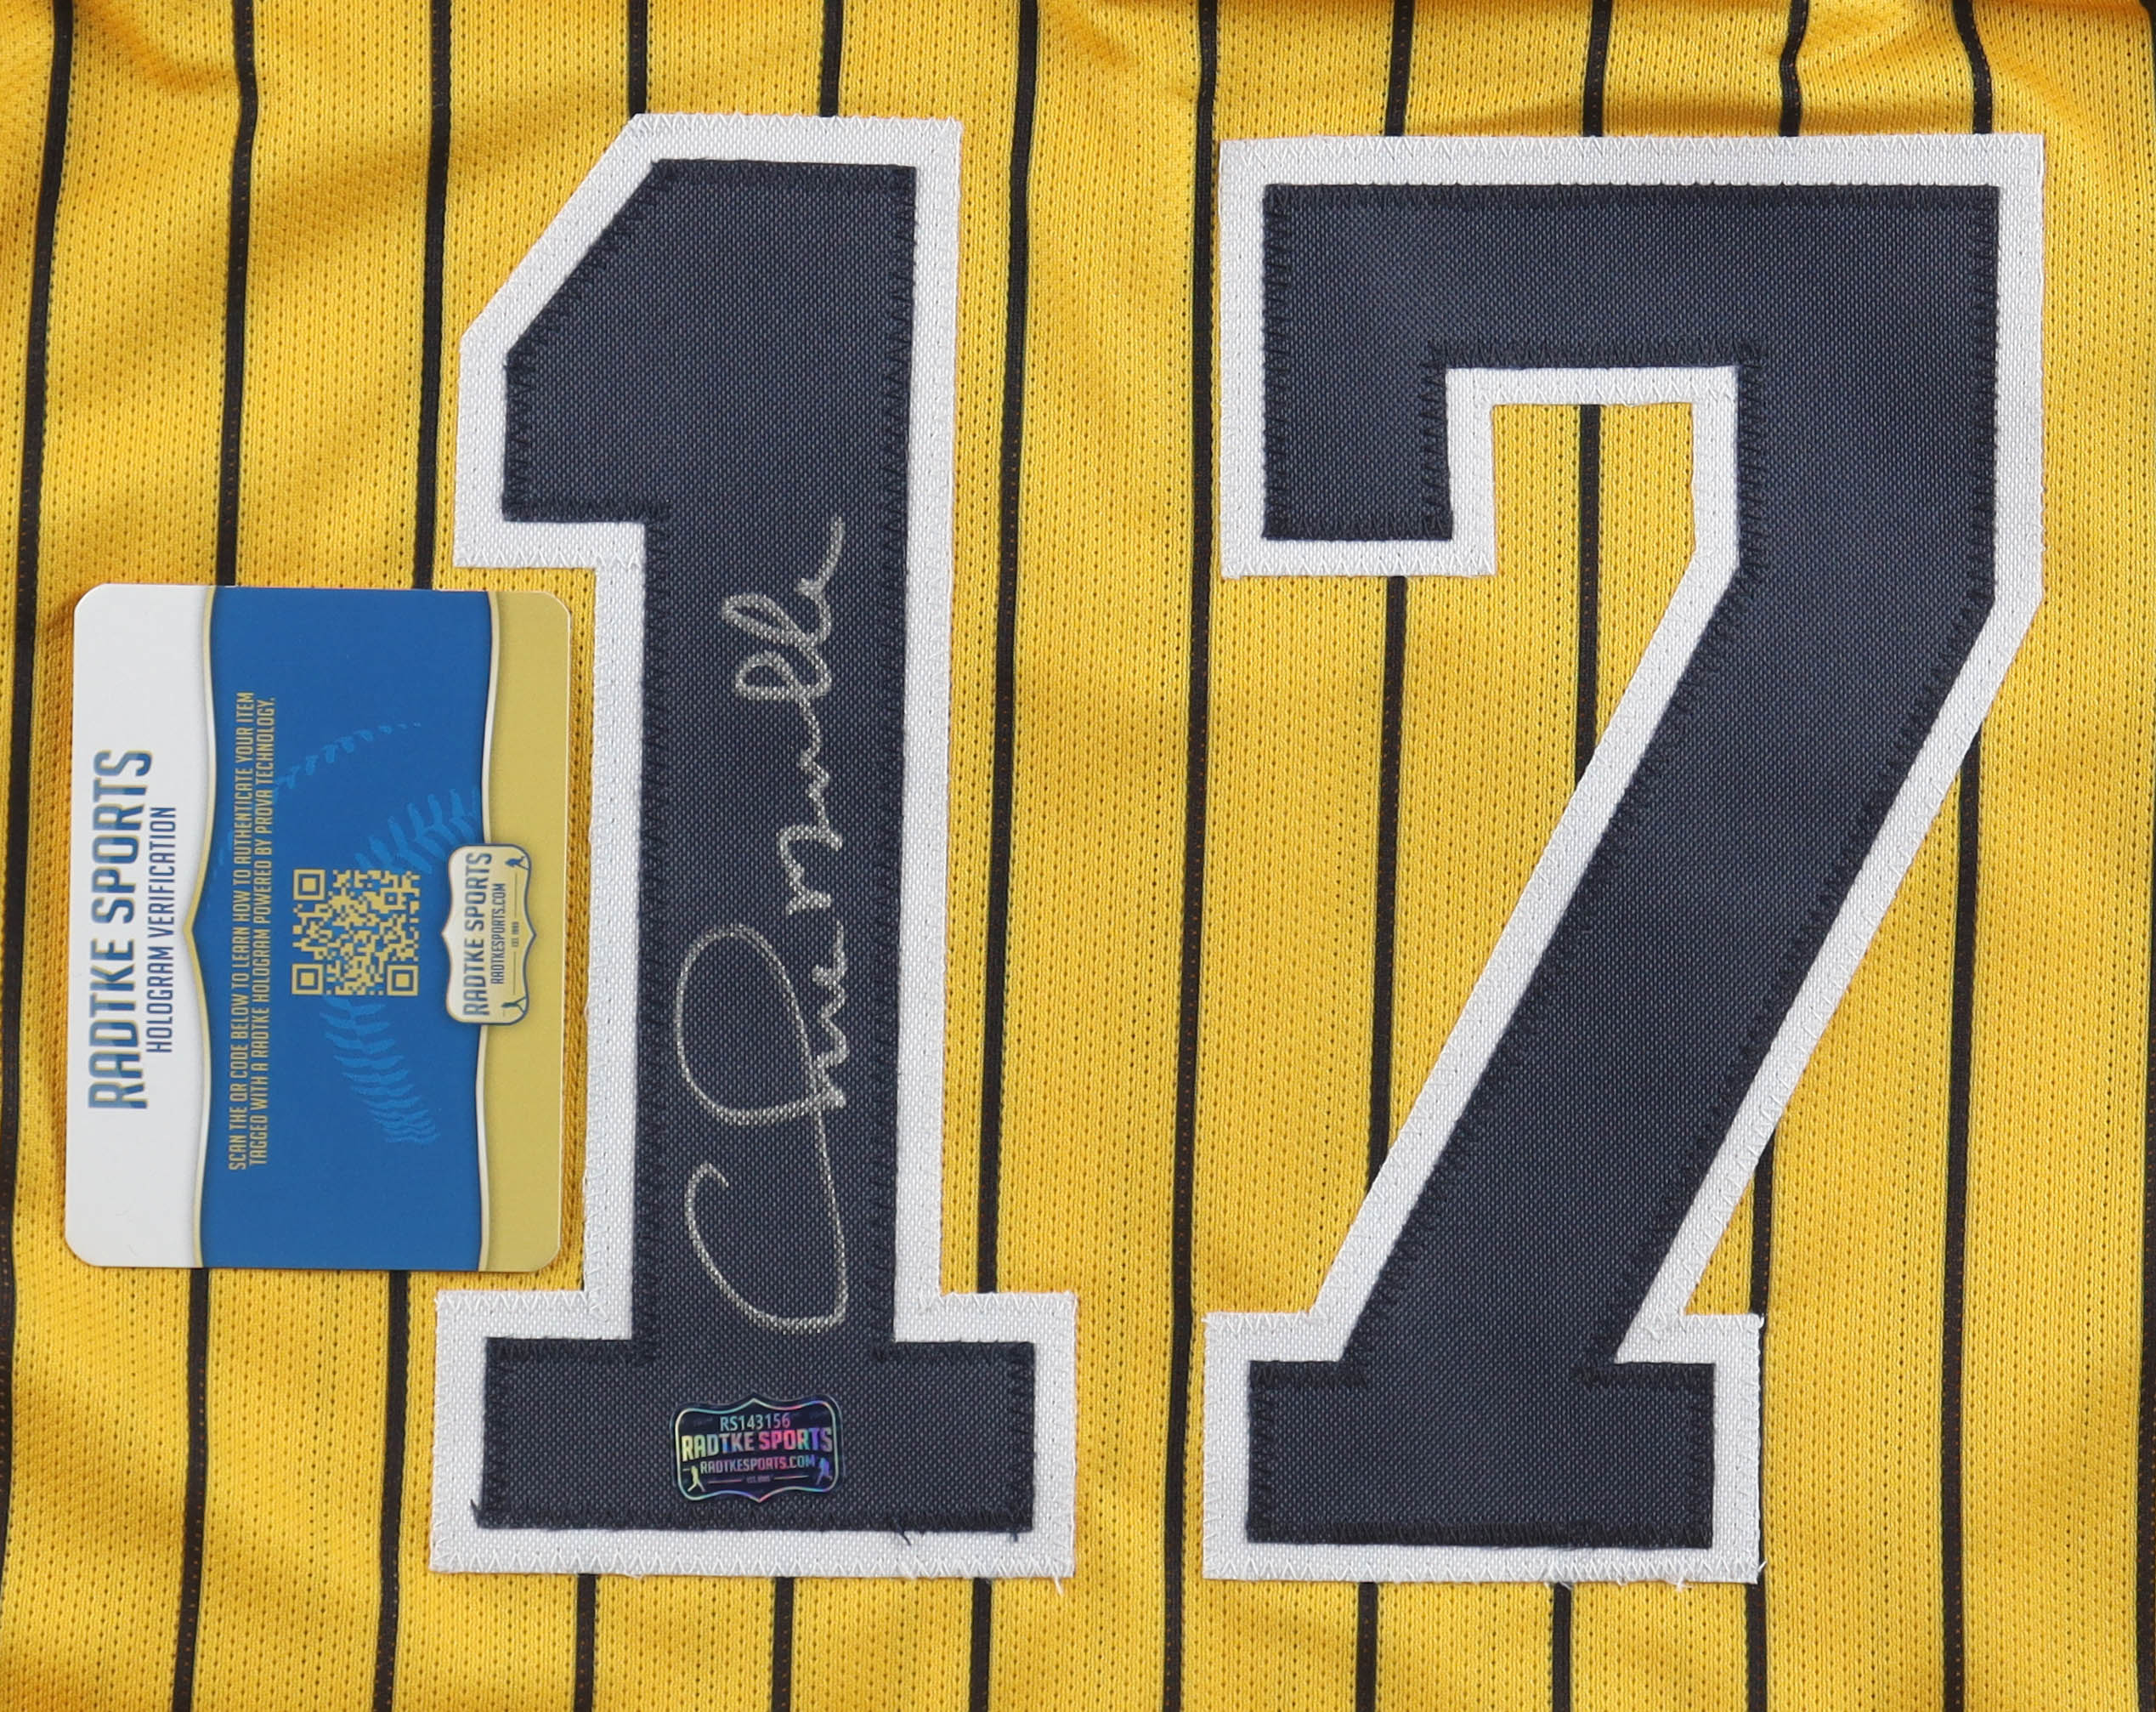 17
RADTKE SPORTS
HOLOGRAM VERIFICATION
SCAN THE QR CODE BELOW TO LEARN HOW TO AUTHENTICATE YOUR ITEM
TAGGED WITH A RADTKE HOLOGRAM POWERED BY PROVA TECHNOLOGY.
RADTKE SPORTS
RADTKESPORTS.COM
RS143156
RADTKE SPORTS
RADTKESPORTS.COM